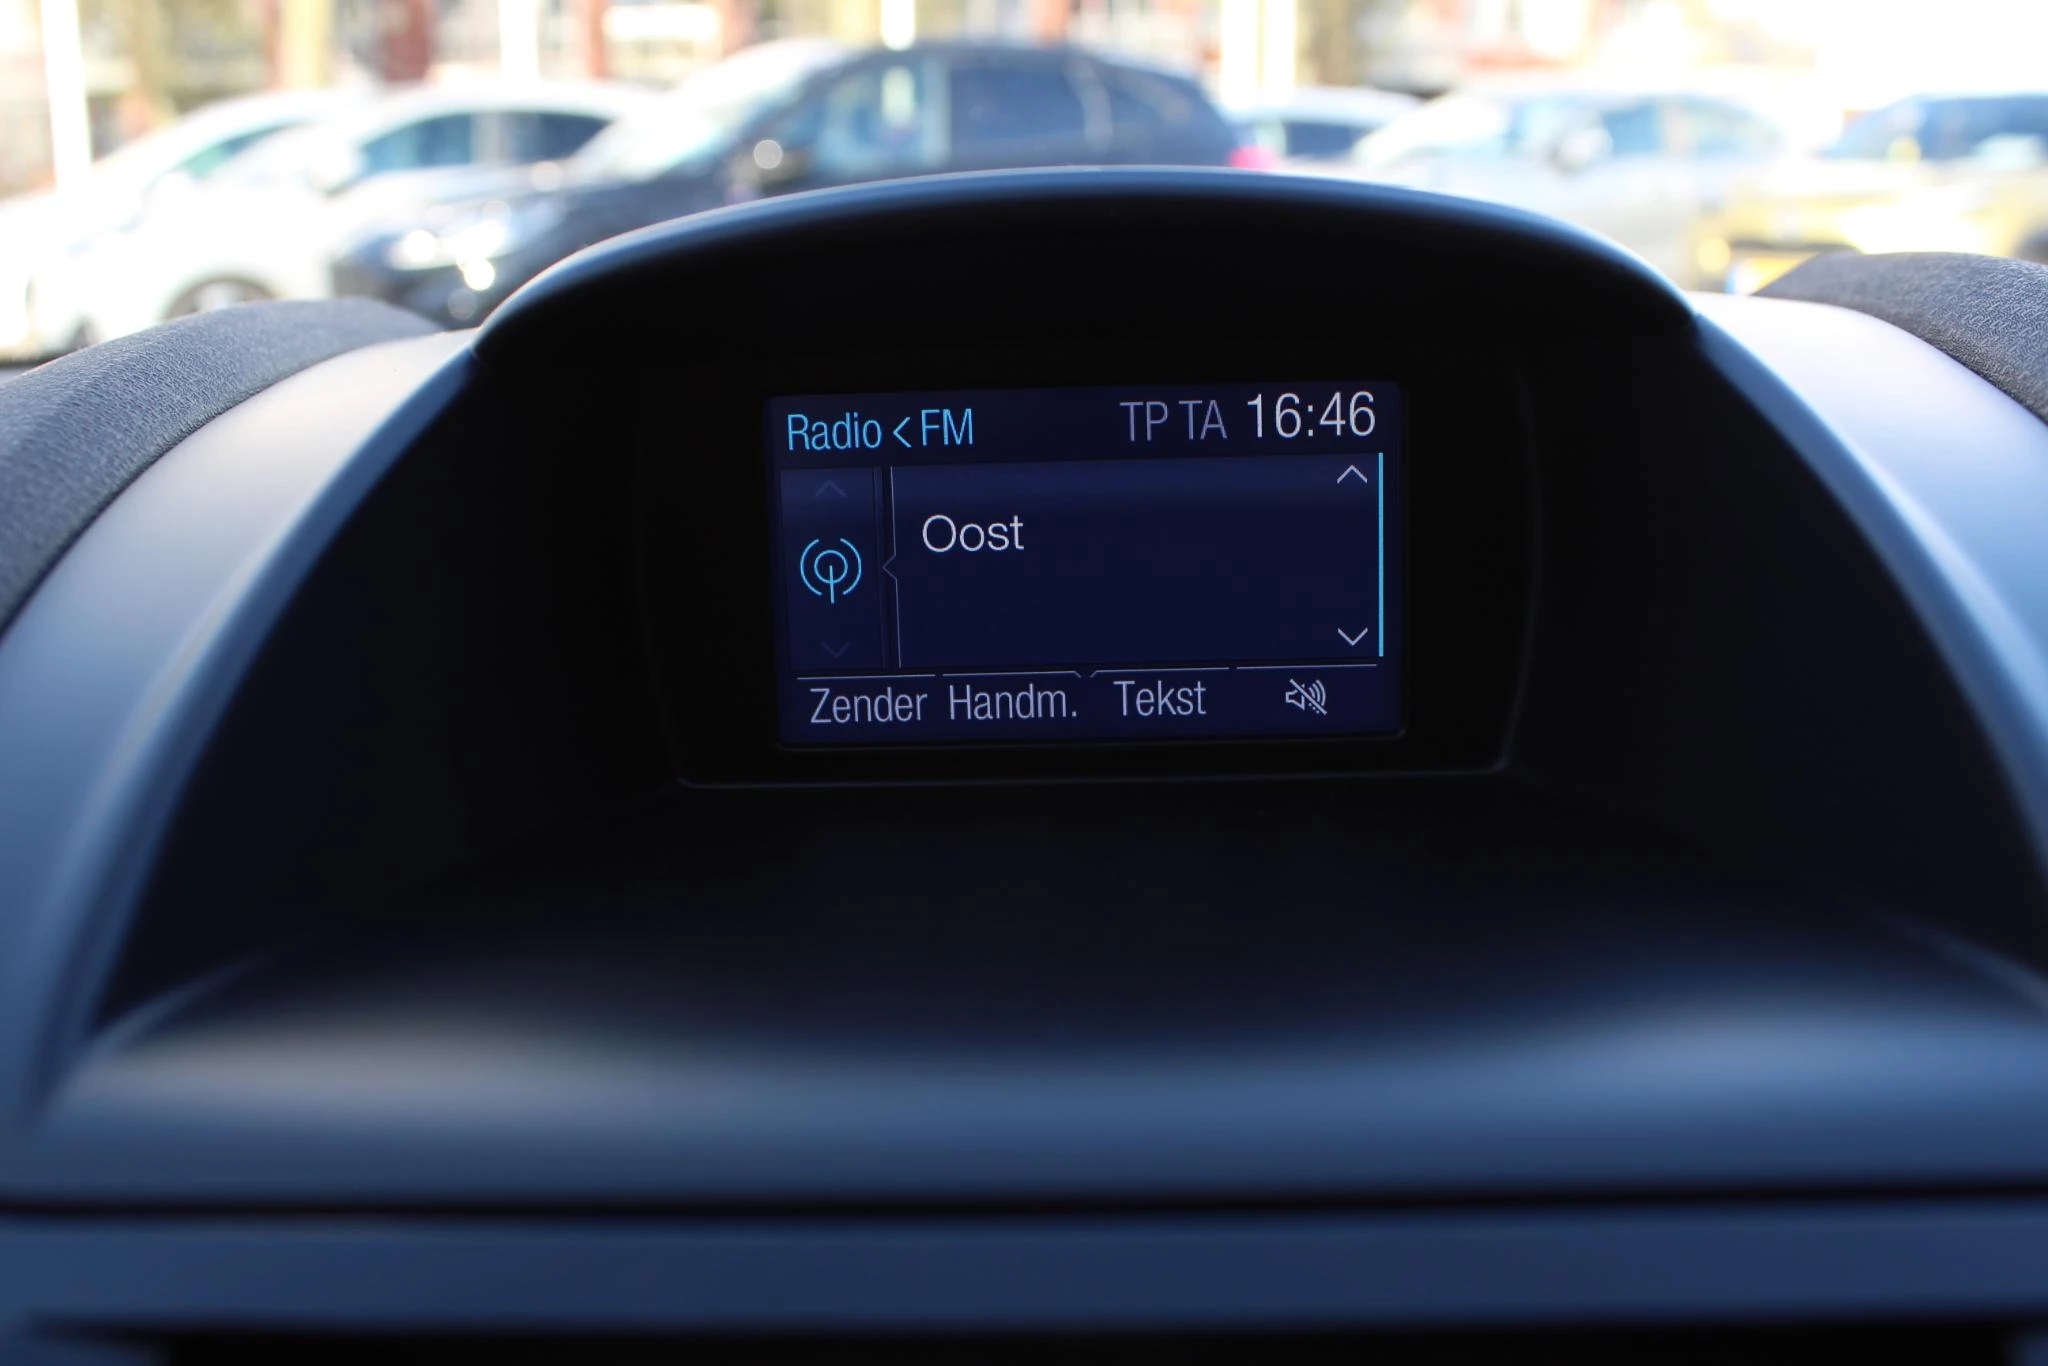 Radio < FM TP TA 16:46
Oost
Zender Handm. Tekst